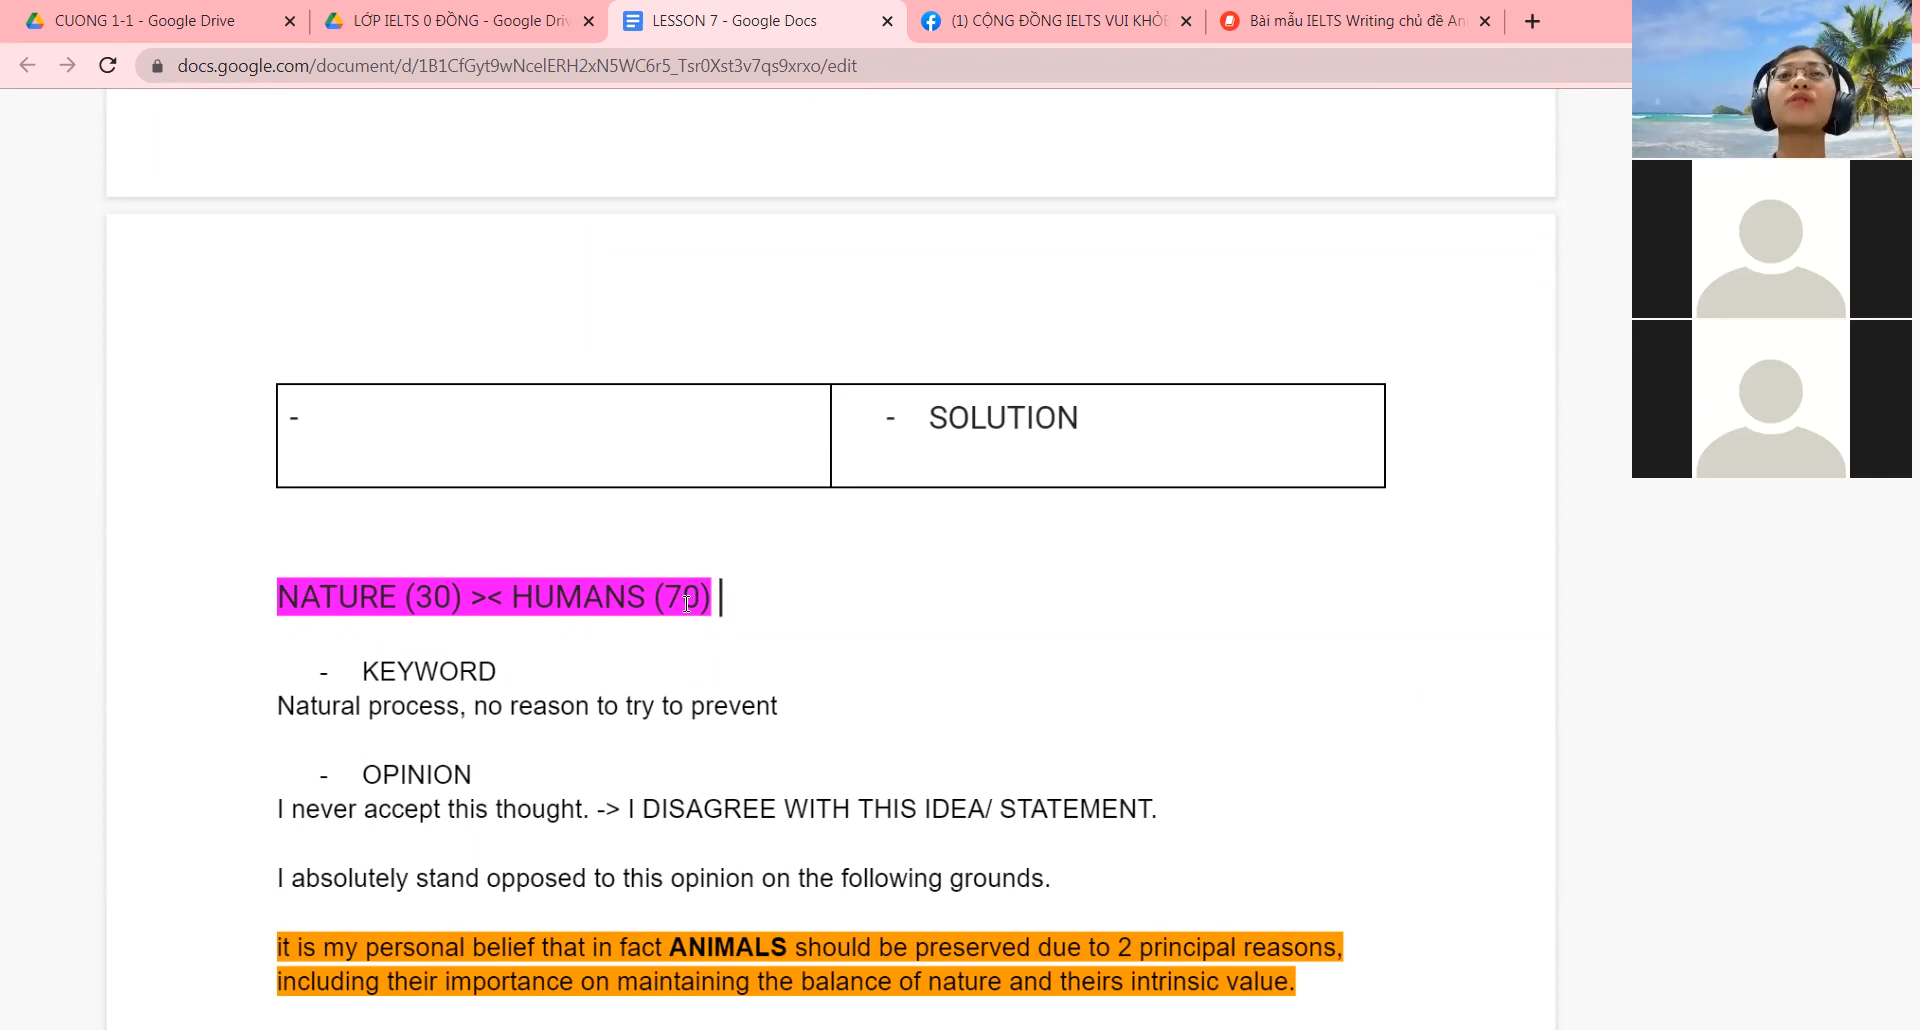 CUONG 1-1 - Google Drive
LỚP IELTS 0 ĐỒNG - Google Driv
LESSON 7 - Google Docs
(1) CỘNG ĐỒNG IELTS VUI KHỎE
Bài mẫu IELTS Writing chủ đề Ani
docs.google.com/document/d/1B1CfGyt9wNcelERH2xN5WC6r5_Tsr0Xst3v7qs9xrxo/edit
-
- SOLUTION
NATURE (30) >< HUMANS (70)
- KEYWORD
Natural process, no reason to try to prevent
- OPINION
I never accept this thought. -> I DISAGREE WITH THIS IDEA/ STATEMENT.
I absolutely stand opposed to this opinion on the following grounds.
it is my personal belief that in fact ANIMALS should be preserved due to 2 principal reasons,
including their importance on maintaining the balance of nature and theirs intrinsic value.